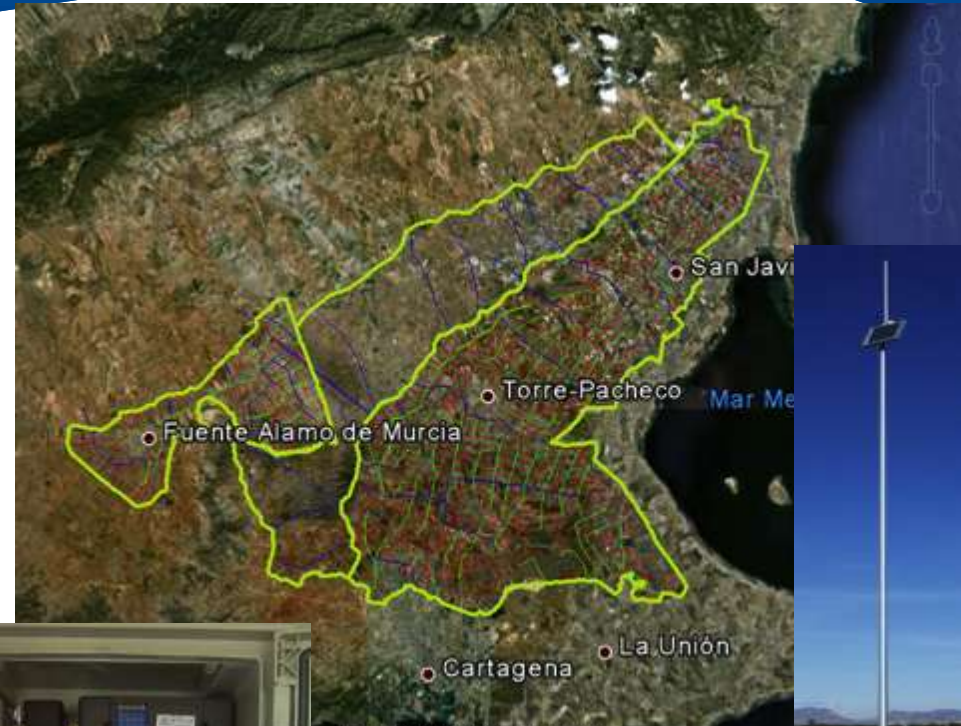 San Javi
Torre-Pacheco
Mar Me
Fuente Alamo de Murcia
La Unión
Cartagena